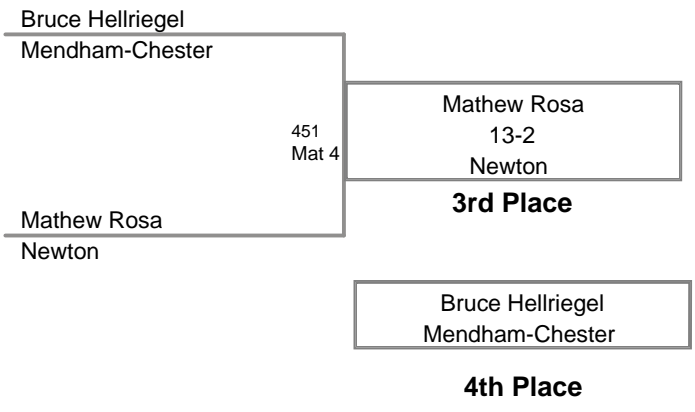 Bruce Hellriegel
Mendham-Chester
451
Mat 4
Mathew Rosa
13-2
Newton
3rd Place
Mathew Rosa
Newton
Bruce Hellriegel
Mendham-Chester
4th Place